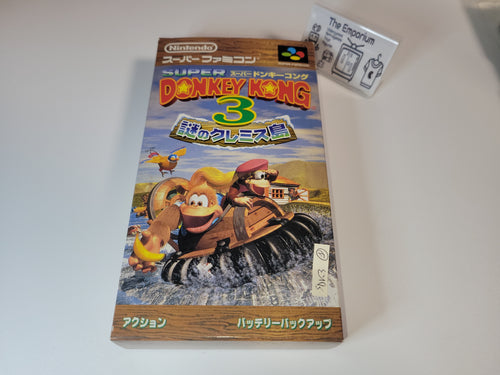 Nintendo
スーパーファミコン
SUPER スーパードンキーコング
DONKEY KONG
3
謎のクレミス島
アクション
バッテリーバックアップ
The Emporium